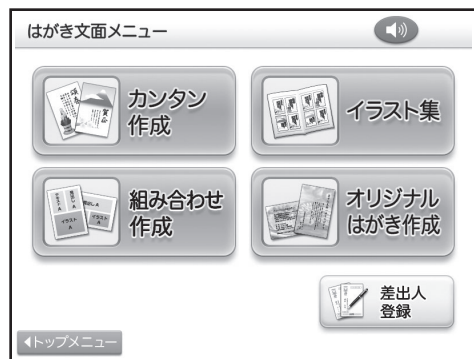 はがき文面メニュー
カンタン
作成
イラスト集
組み合わせ
作成
オリジナル
はがき作成
差出人
登録
トップメニュー